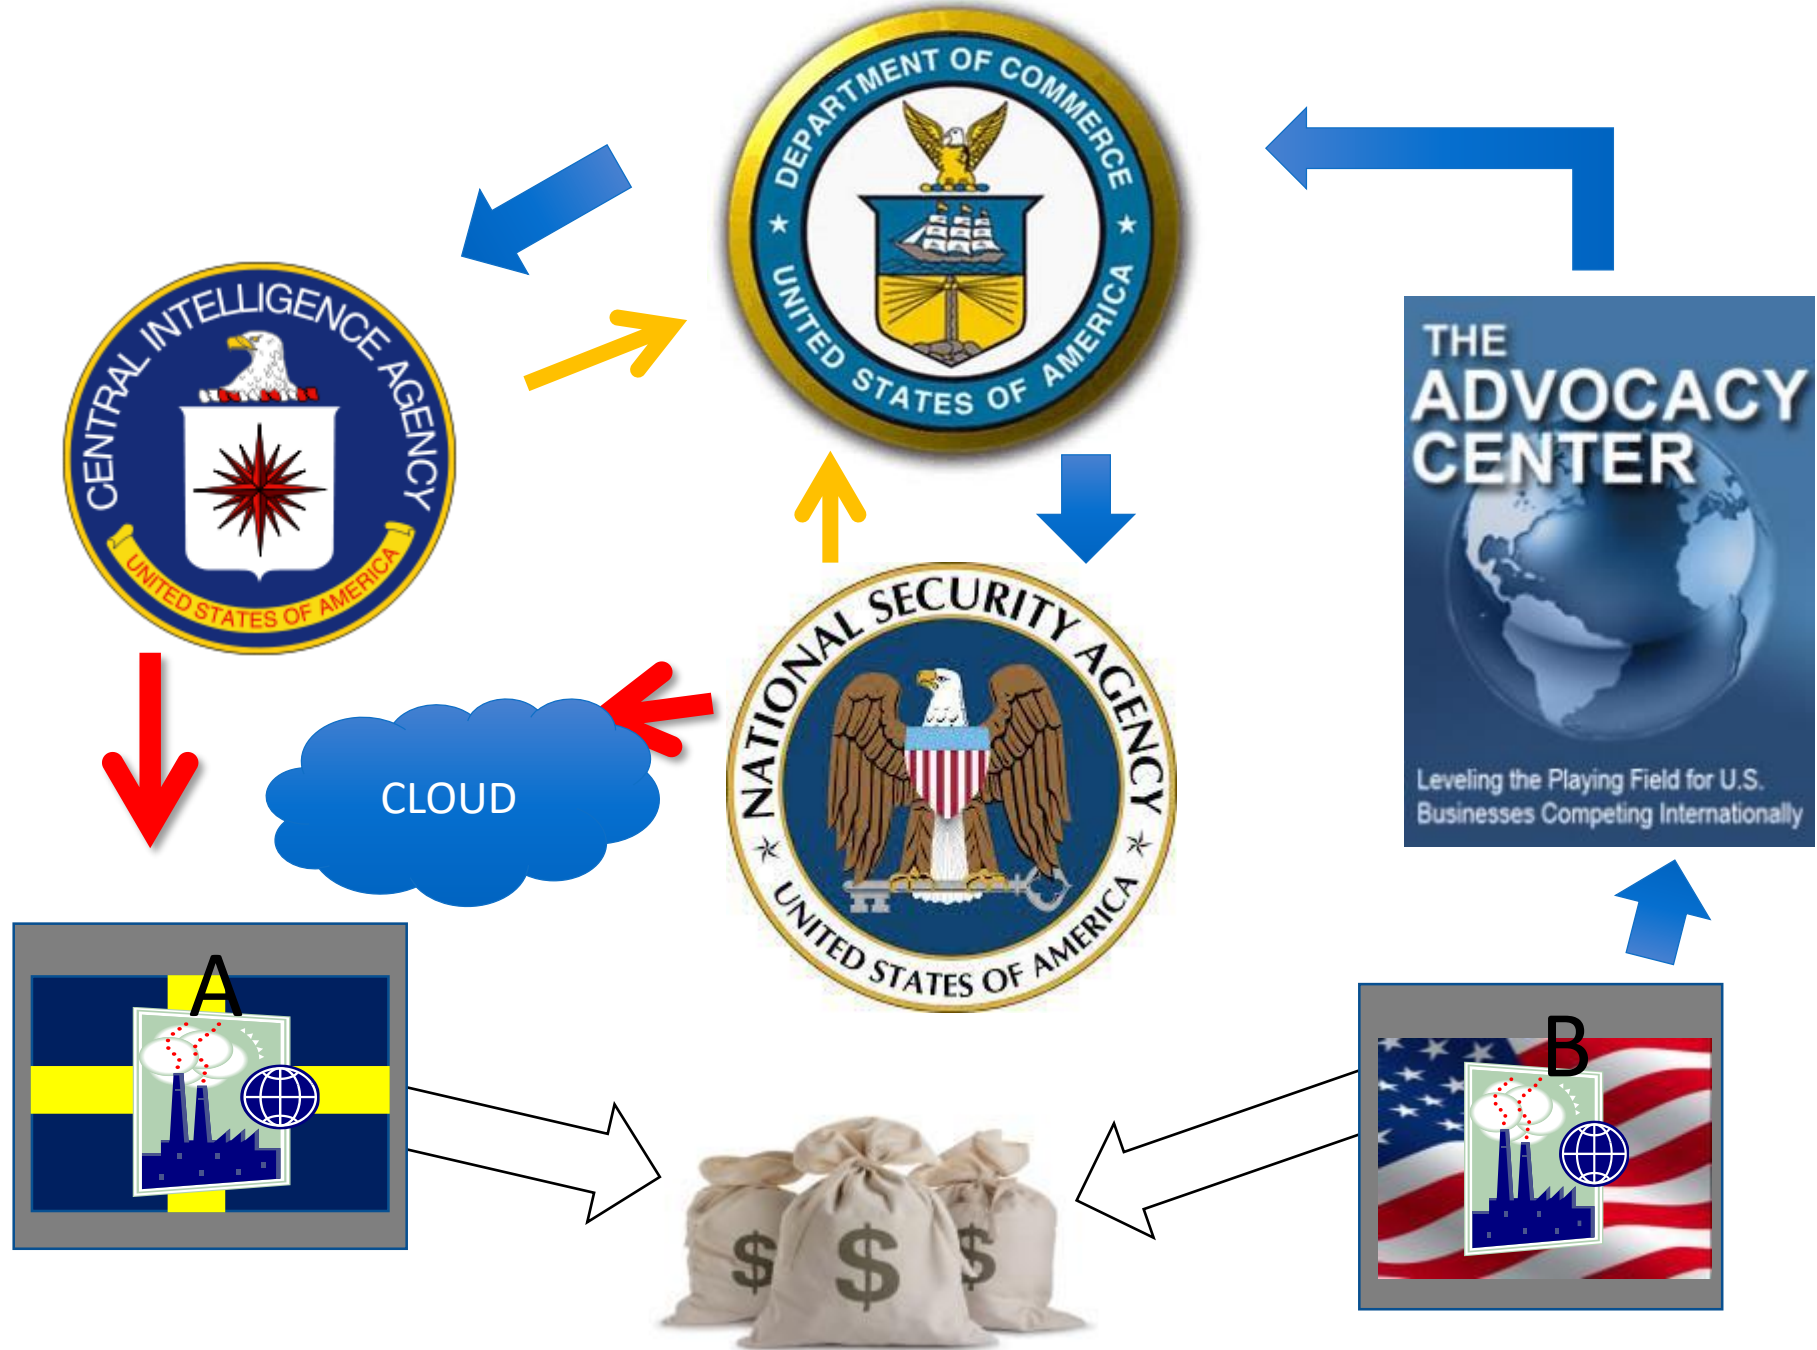 DEPARTMENT OF COMMERCE
UNITED STATES OF AMERICA
CENTRAL INTELLIGENCE AGENCY
UNITED STATES OF AMERICA
THE
ADVOCACY
CENTER
Leveling the Playing Field for U.S.
Businesses Competing Internationally
NATIONAL SECURITY AGENCY
UNITED STATES OF AMERICA
CLOUD
A
B
$
$
$